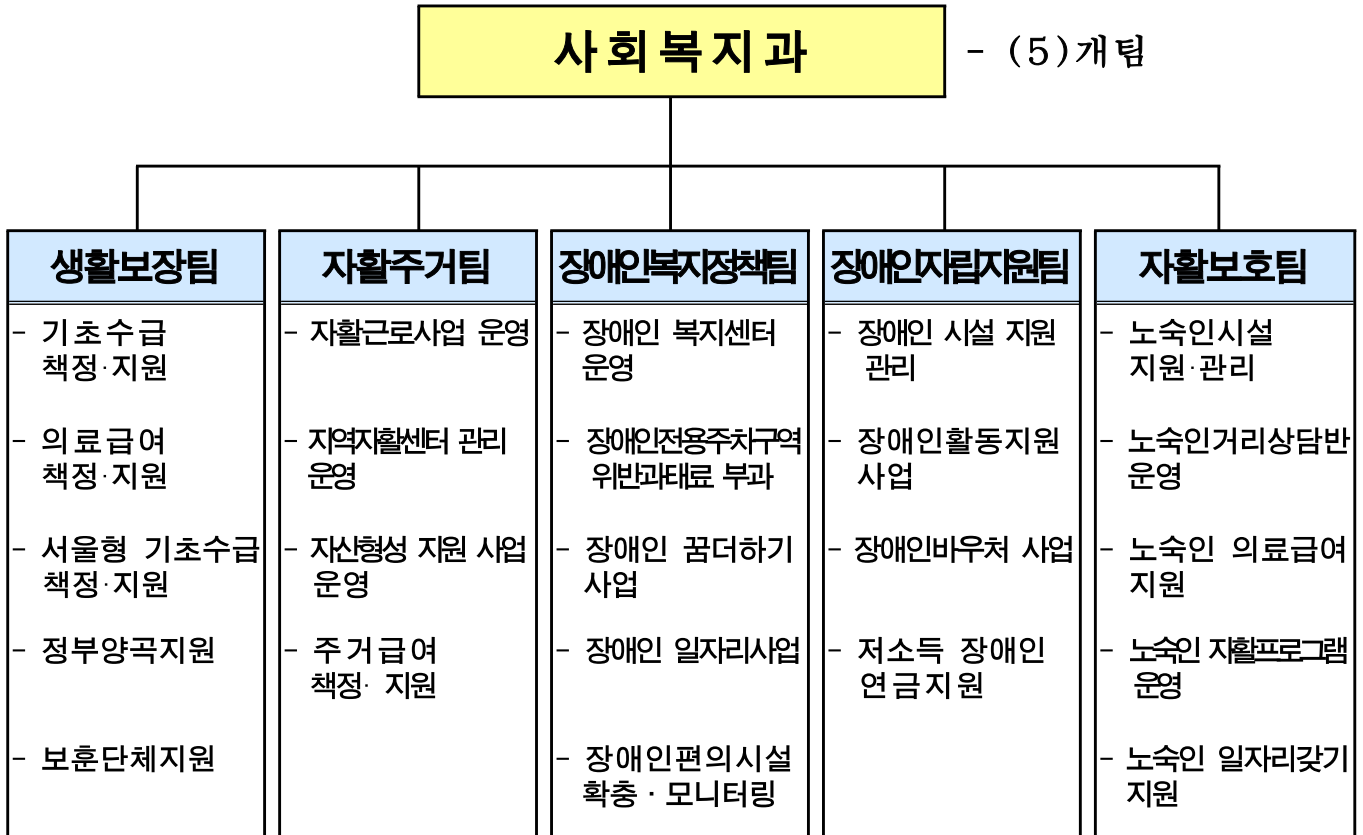 사회복지과
- (5)개팀
생활보장팀
- 기초수급
책정·지원
- 의료급여
책정·지원
- 서울형 기초수급
책정·지원
- 정부양곡지원
- 보훈단체지원
자활주거팀
- 자활근로사업 운영
- 지역자활센터 관리
운영
- 자산형성 지원 사업
운영
- 주거급여
책정· 지원
장애인복지정책팀
- 장애인 복지센터
운영
- 장애인전용주차구역
위반과태료 부과
- 장애인 꿈더하기
사업
- 장애인 일자리사업
- 장애인편의시설
확충 · 모니터링
장애인자립지원팀
- 장애인 시설 지원
관리
- 장애인활동지원
사업
- 장애인바우처 사업
- 저소득 장애인
연금지원
자활보호팀
- 노숙인시설
지원·관리
- 노숙인거리상담반
운영
- 노숙인 의료급여
지원
- 노숙인 자활프로그램
운영
- 노숙인 일자리갖기
지원